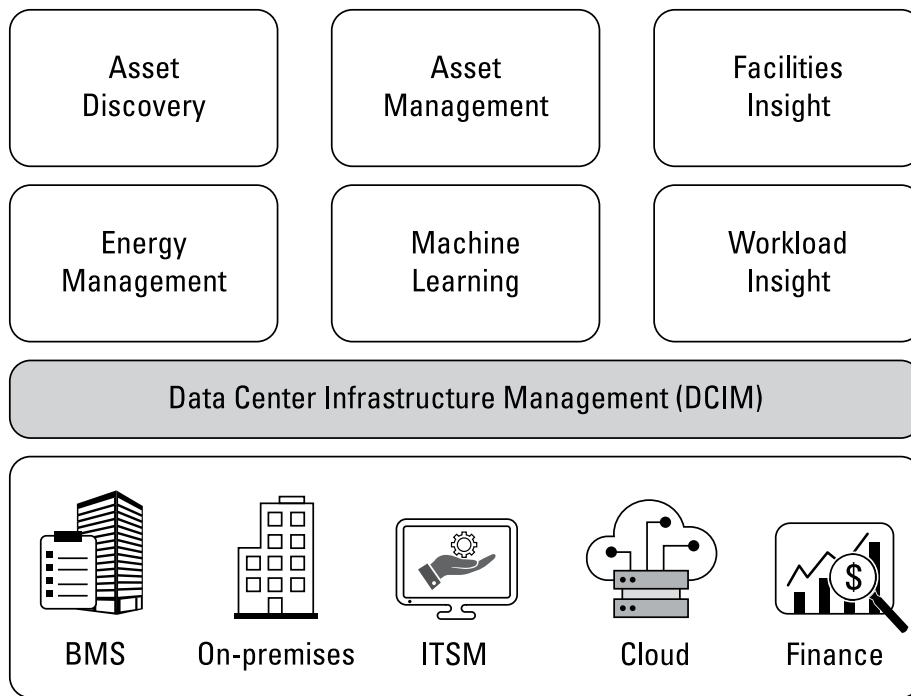 Asset
Discovery
Asset
Management
Facilities
Insight
Energy
Management
Machine
Learning
Workload
Insight
Data Center Infrastructure Management (DCIM)
$
BMS
On-premises
ITSM
Cloud
Finance